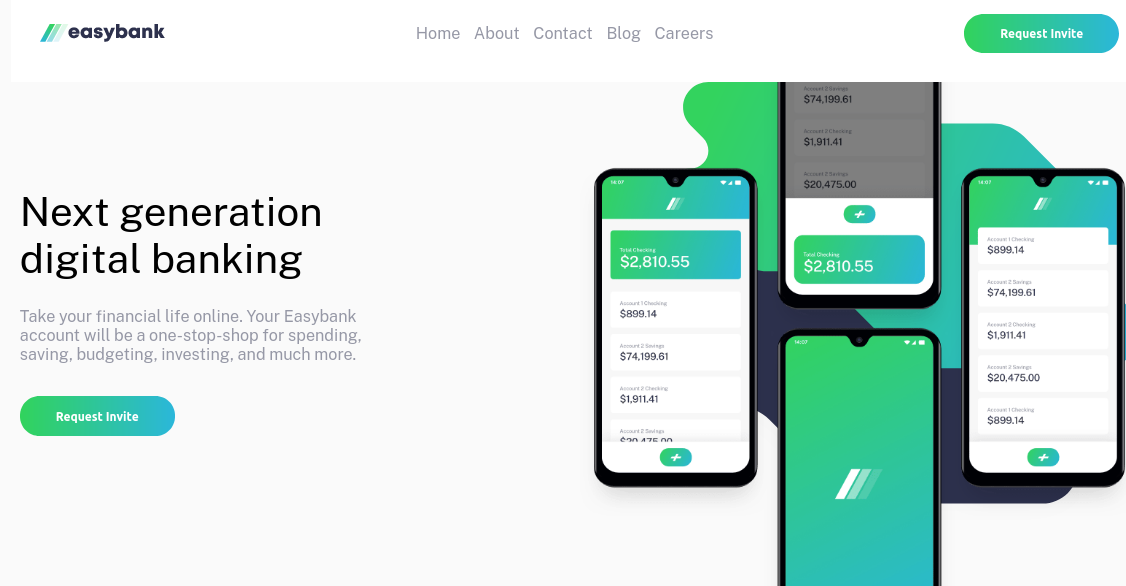 easybank
Home About Contact Blog Careers
Request Invite
Next generation
digital banking
Take your financial life online. Your Easybank
account will be a one-stop-shop for spending,
saving, budgeting, investing, and much more.
Request Invite
14:07
Total Checking
$2,810.55
Account 1 Checking
$899.14
Account 2 Savings
$74,199.61
Account 2 Checking
$1,911.41
Account 2 Savings
$20,475.00
Account 2 Savings
$74,199.61
Account 2 Checking
$1,911.41
Account 2 Savings
$20,475.00
Total Checking
$2,810.55
14:07
14:07
Account 1 Checking
$899.14
Account 2 Savings
$74,199.61
Account 2 Checking
$1,911.41
Account 2 Savings
$20,475.00
Account 1 Checking
$899.14